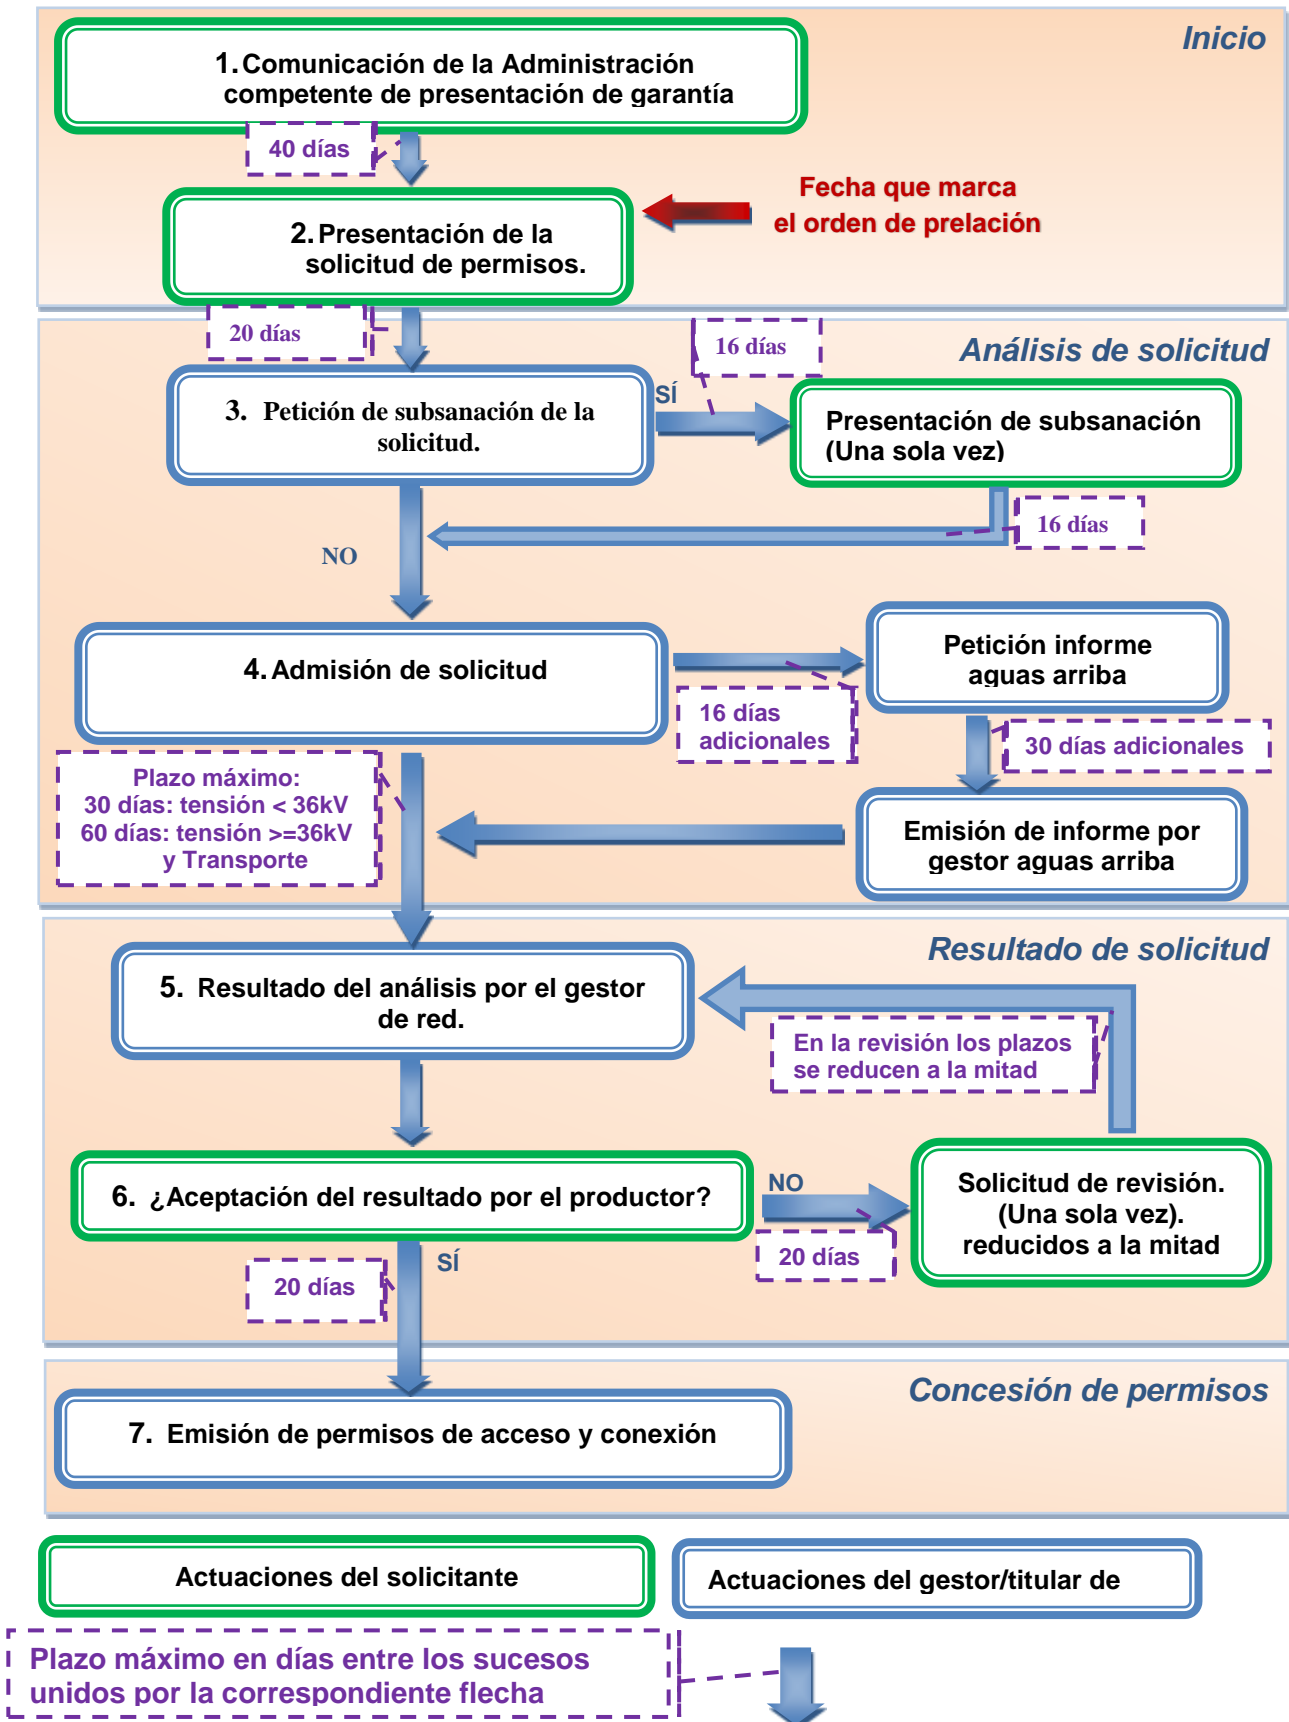 Inicio
1. Comunicación de la Administración
competente de presentación de garantía
40 días
Fecha que marca
el orden de prelación
2. Presentación de la
solicitud de permisos.
20 días
16 días
Análisis de solicitud
3. Petición de subsanación de la
solicitud.
SÍ
Presentación de subsanación
(Una sola vez)
16 días
NO
4. Admisión de solicitud
Petición informe
aguas arriba
16 días
adicionales
30 días adicionales
Plazo máximo:
30 días: tensión < 36kV
60 días: tensión >=36kV
y Transporte
Emisión de informe por
gestor aguas arriba
Resultado de solicitud
5. Resultado del análisis por el gestor
de red.
En la revisión los plazos
se reducen a la mitad
6. ¿Aceptación del resultado por el productor?
NO
Solicitud de revisión.
(Una sola vez).
reducidos a la mitad
20 días
SÍ
20 días
Concesión de permisos
7. Emisión de permisos de acceso y conexión
Actuaciones del solicitante
Actuaciones del gestor/titular de
Plazo máximo en días entre los sucesos
unidos por la correspondiente flecha